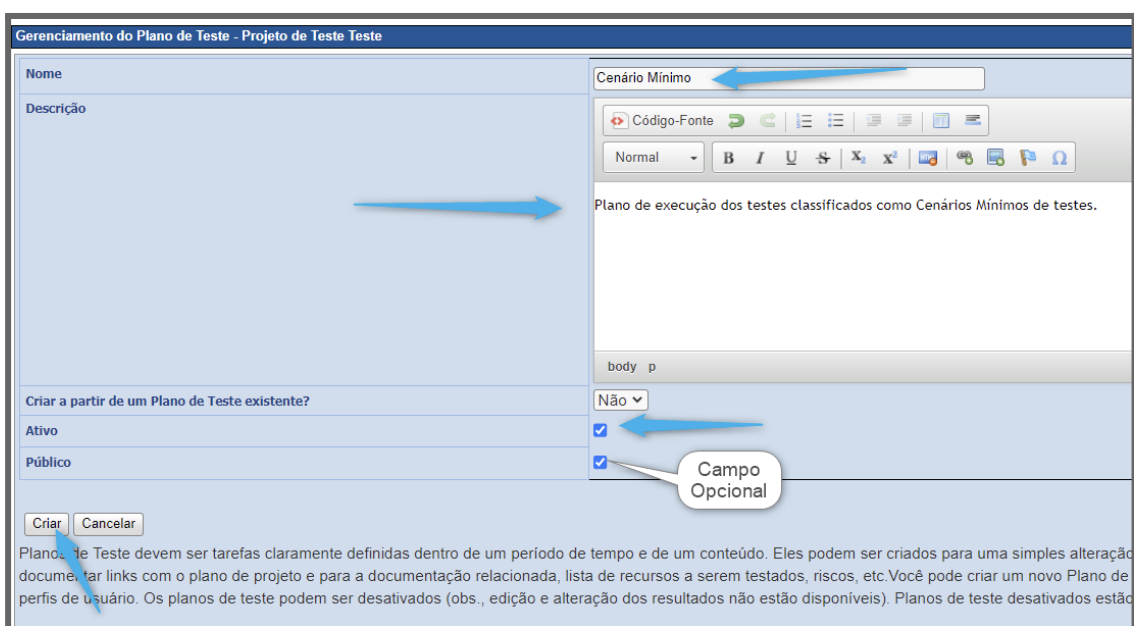 Gerenciamento do Plano de Teste - Projeto de Teste Teste
Nome
Cenário Mínimo
Descrição
Código-Fonte
Normal B I U S X₂ x²  Ω
Plano de execução dos testes classificados como Cenários Mínimos de testes.
body p
Criar a partir de um Plano de Teste existente?
Não
Ativo
Público
Campo
Opcional
Criar Cancelar
Planos de Teste devem ser tarefas claramente definidas dentro de um período de tempo e de um conteúdo. Eles podem ser criados para uma simples alteração
documentar links com o plano de projeto e para a documentação relacionada, lista de recursos a serem testados, riscos, etc.Você pode criar um novo Plano de
perfis de usuário. Os planos de teste podem ser desativados (obs., edição e alteração dos resultados não estão disponíveis). Planos de teste desativados estão